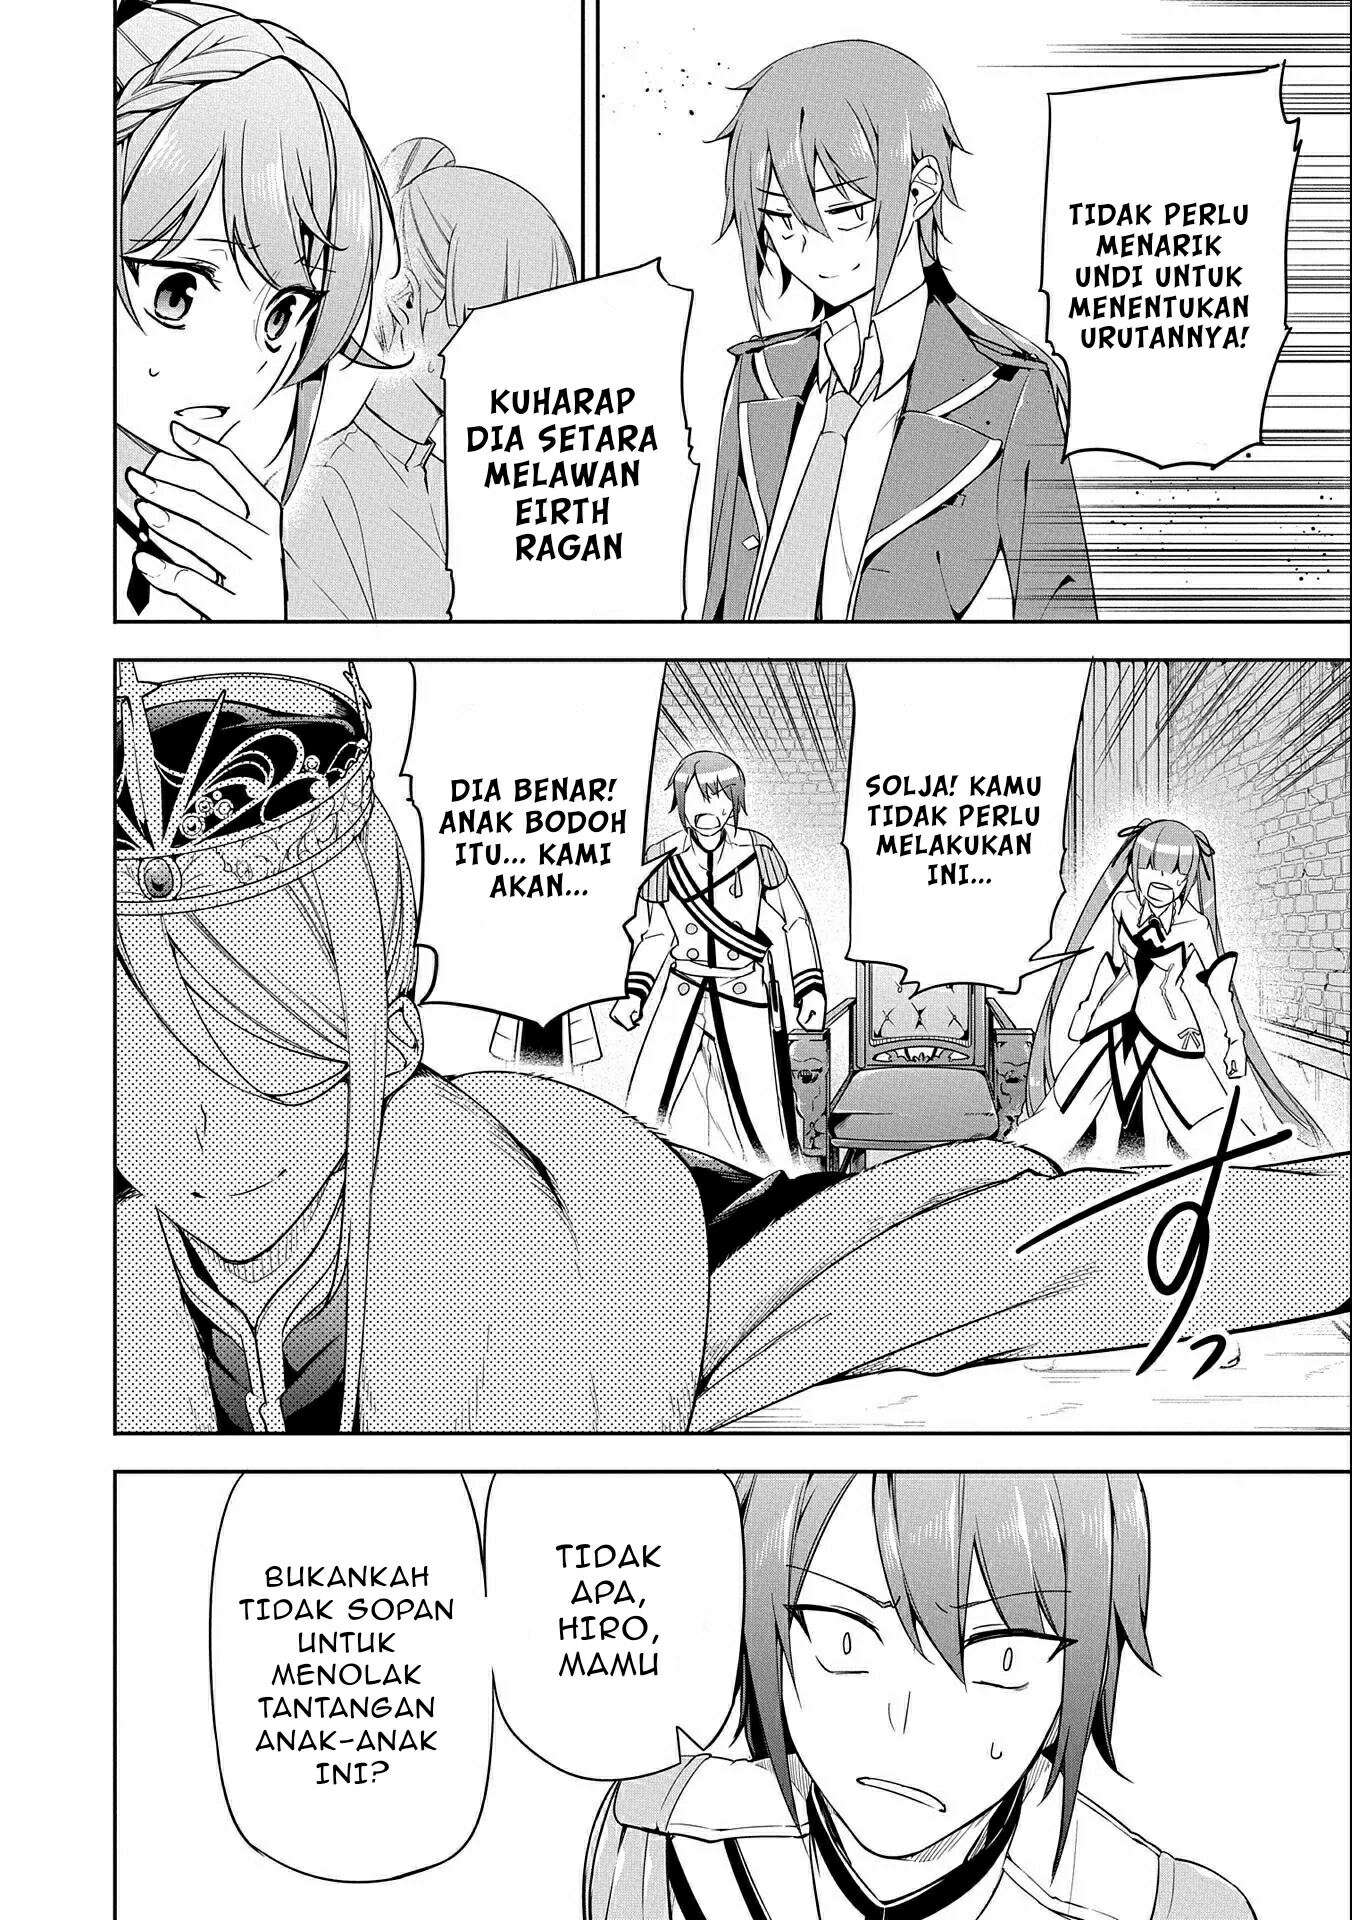 TIDAK PERLU
MENARIK
UNDI UNTUK
MENENTUKAN
URUTANNYA!
KUHARAP
DIA SETARA
MELAWAN
EIRTH
RAGAN
SOLJA! KAMU
TIDAK PERLU
MELAKUKAN
INI...
DIA BENAR!
ANAK BODOH
ITU... KAMI
AKAN...
すっ
TIDAK
APA,
HIRO,
MAMU
BUKANKAH
TIDAK SOPAN
UNTUK
MENOLAK
TANTANGAN
ANAK-ANAK
INI?